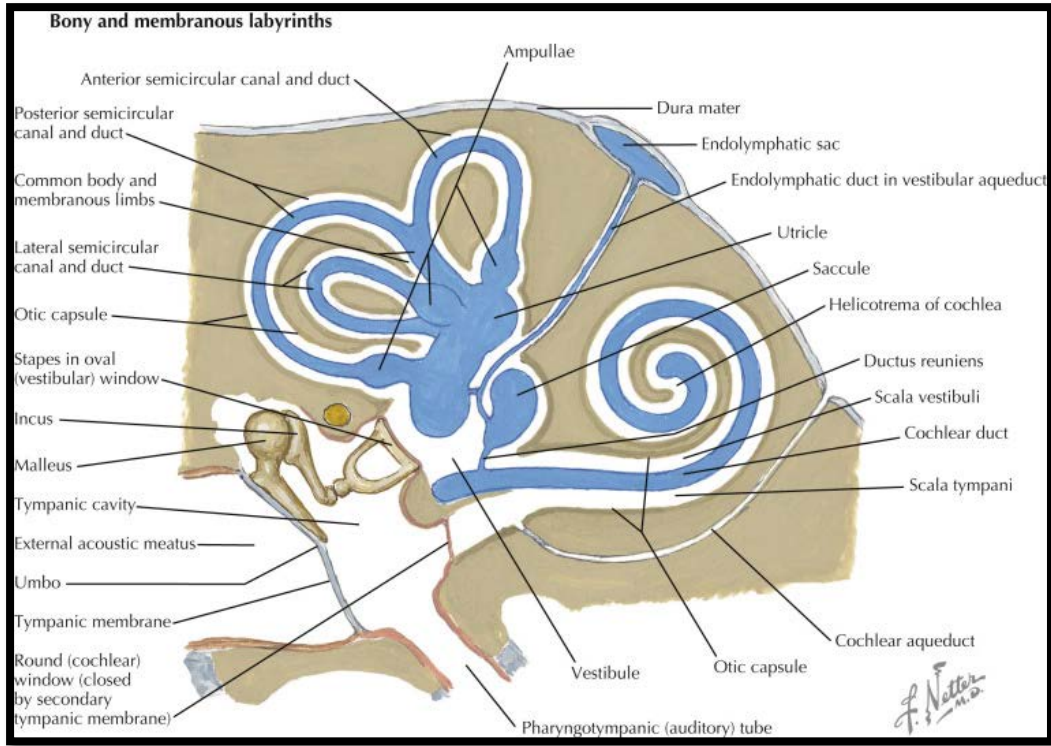 Bony and membranous labyrinths
Ampullae
Anterior semicircular canal and duct
Dura mater
Posterior semicircular
canal and duct
Endolymphatic sac
Common body and
membranous limbs
Endolymphatic duct in vestibular aqueduct
Utricle
Lateral semicircular
canal and duct
Saccule
Helicotrema of cochlea
Otic capsule
Stapes in oval
(vestibular) window
Ductus reuniens
Scala vestibuli
Incus
Cochlear duct
Malleus
Scala tympani
Tympanic cavity
External acoustic meatus
Umbo
Tympanic membrane
Cochlear aqueduct
Round (cochlear)
window (closed
by secondary
tympanic membrane)
Vestibule
Otic capsule
Pharyngotympanic (auditory) tube
F. Netter
M.D.